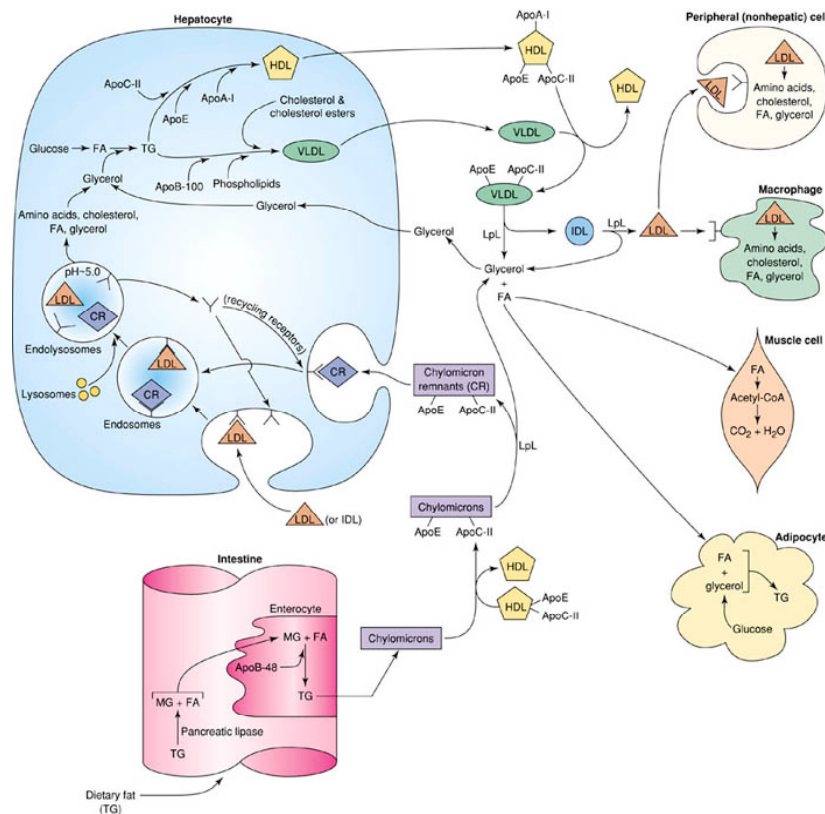 Hepatocyte
ApoC-II
ApoE
ApoA-I
HDL
Cholesterol &
cholesterol esters
Glucose
FA
TG
Glycerol
ApoB-100
Phospholipids
VLDL
Glycerol
Amino acids, cholesterol,
FA, glycerol
pH~5.0
LDL
CR
Endolysosomes
Lysosomes
LDL
CR
Endosomes
(recycling receptors)
CR
LDL
LDL
(or IDL)
ApoA-I
HDL
ApoE
ApoC-II
HDL
VLDL
ApoE
ApoC-II
VLDL
LpL
IDL
LpL
LDL
Glycerol
Glycerol
+
FA
Chylomicron
remnants (CR)
ApoE
ApoC-II
LpL
Chylomicrons
ApoE
ApoC-II
HDL
HDL
ApoE
ApoC-II
Chylomicrons
Peripheral (nonhepatic) cell
LDL
LDL
Amino acids,
cholesterol,
FA, glycerol
Macrophage
LDL
Amino acids,
cholesterol,
FA, glycerol
Muscle cell
FA
Acetyl-CoA
CO2 + H2O
Adipocyte
FA
+
glycerol
TG
Glucose
Intestine
Enterocyte
MG + FA
ApoB-48
TG
MG + FA
Pancreatic lipase
TG
Dietary fat
(TG)